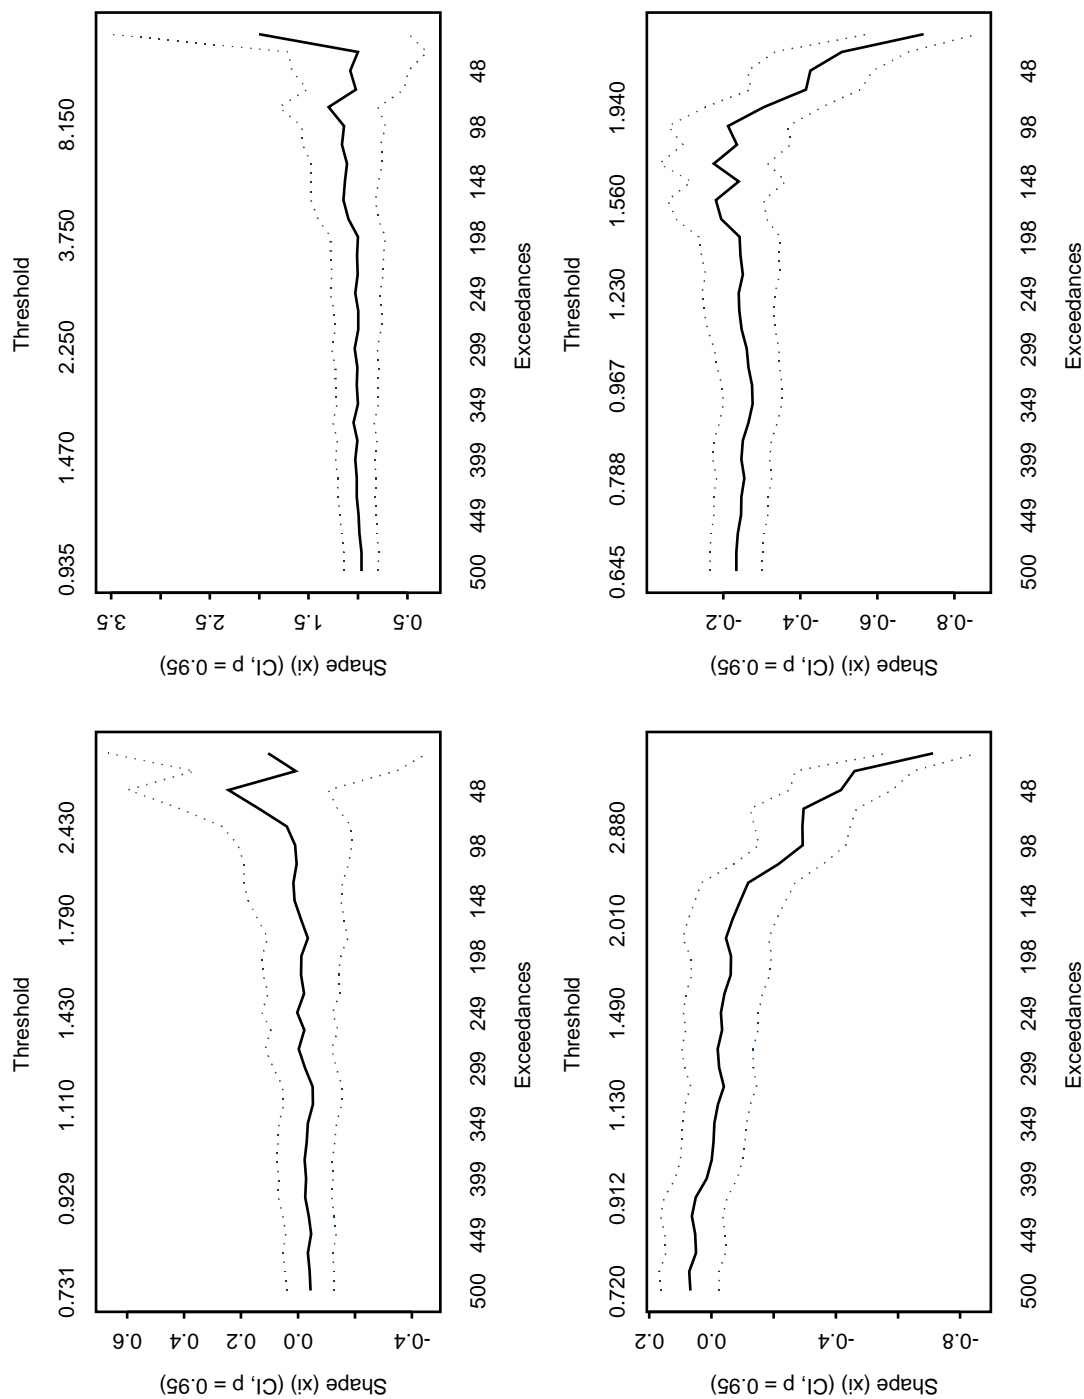 Threshold
0.731 0.929 1.110 1.430 1.790 2.430
0.6
0.4
0.2
0.0
-0.4
Shape (xi) (CI, p = 0.95)
500 449 399 349 299 249 198 148 98 48
Exceedances
Threshold
0.935 1.470 2.250 3.750 8.150
3.5
2.5
1.5
0.5
Shape (xi) (CI, p = 0.95)
500 449 399 349 299 249 198 148 98 48
Exceedances
Threshold
0.720 0.912 1.130 1.490 2.010 2.880
0.2
0.0
-0.4
-0.8
Shape (xi) (CI, p = 0.95)
500 449 399 349 299 249 198 148 98 48
Exceedances
Threshold
0.645 0.788 0.967 1.230 1.560 1.940
-0.2
-0.4
-0.6
-0.8
Shape (xi) (CI, p = 0.95)
500 449 399 349 299 249 198 148 98 48
Exceedances